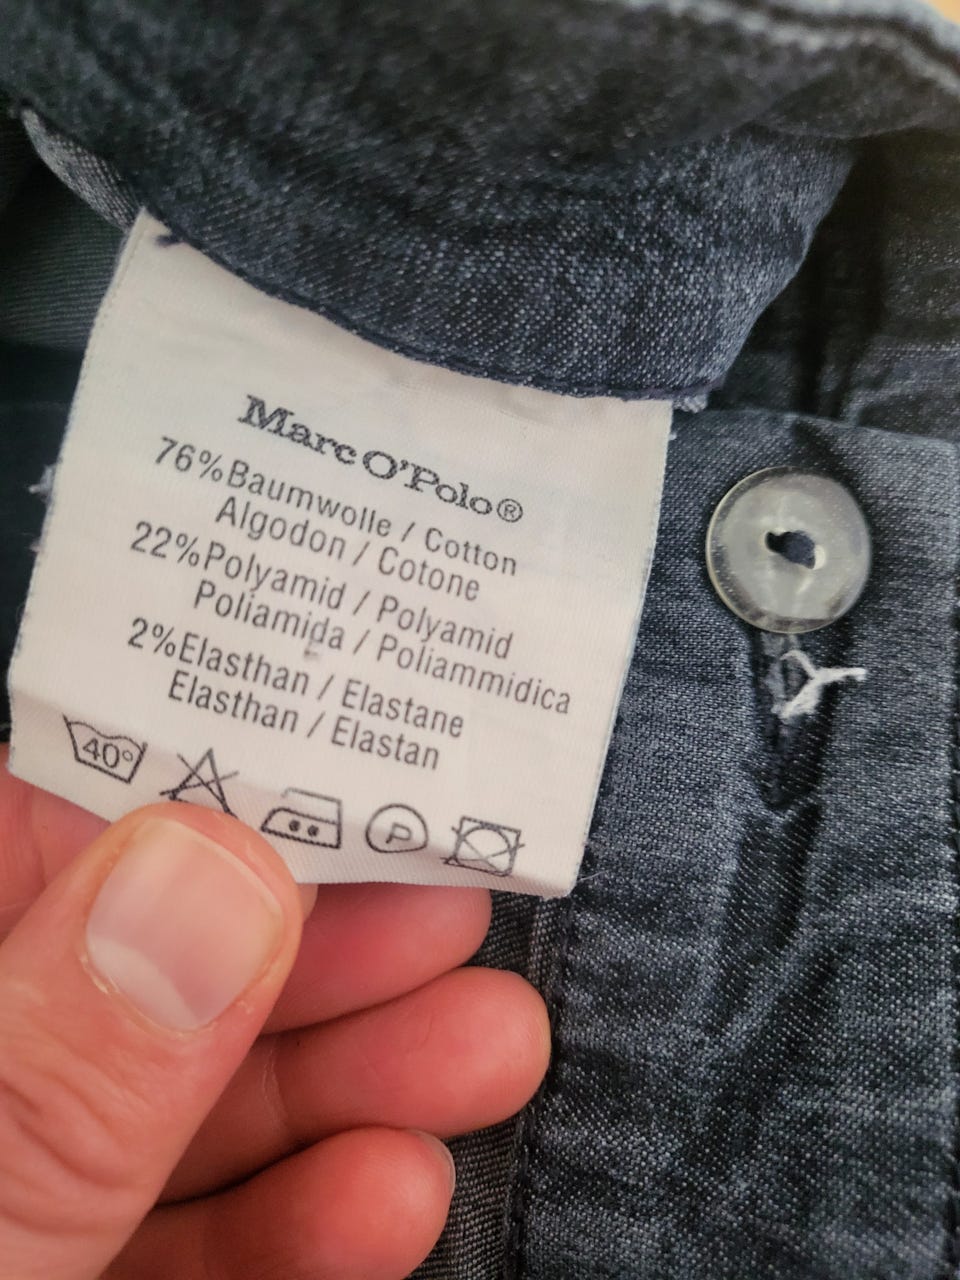 Marc O'Polo®
76%Baumwolle / Cotton
Algodon / Cotone
22%Polyamid / Polyamid
Poliamida / Poliammidica
2%Elasthan / Elastane
Elasthan / Elastan
40° P